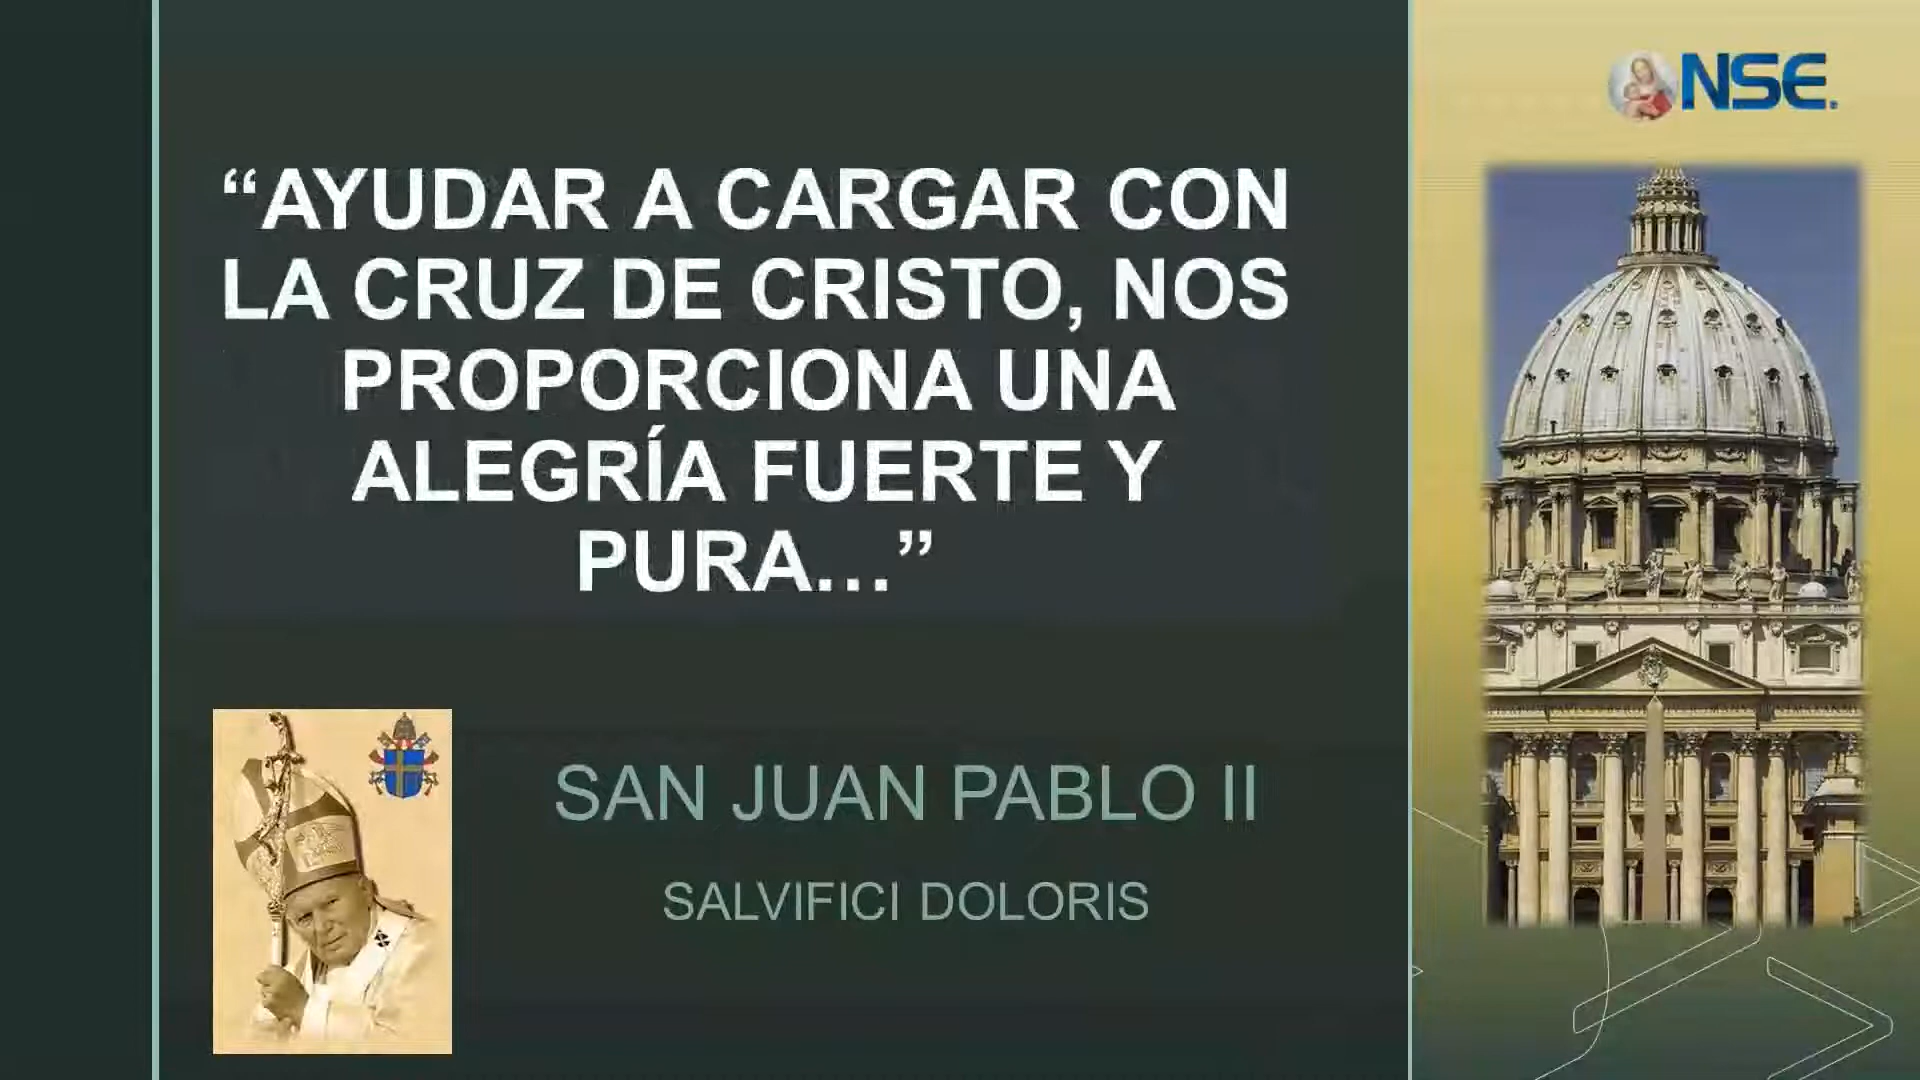 NSE.
“AYUDAR A CARGAR CON
LA CRUZ DE CRISTO, NOS
PROPORCIONA UNA
ALEGRÍA FUERTE Y
PURA…”
SAN JUAN PABLO II
SALVIFICI DOLORIS